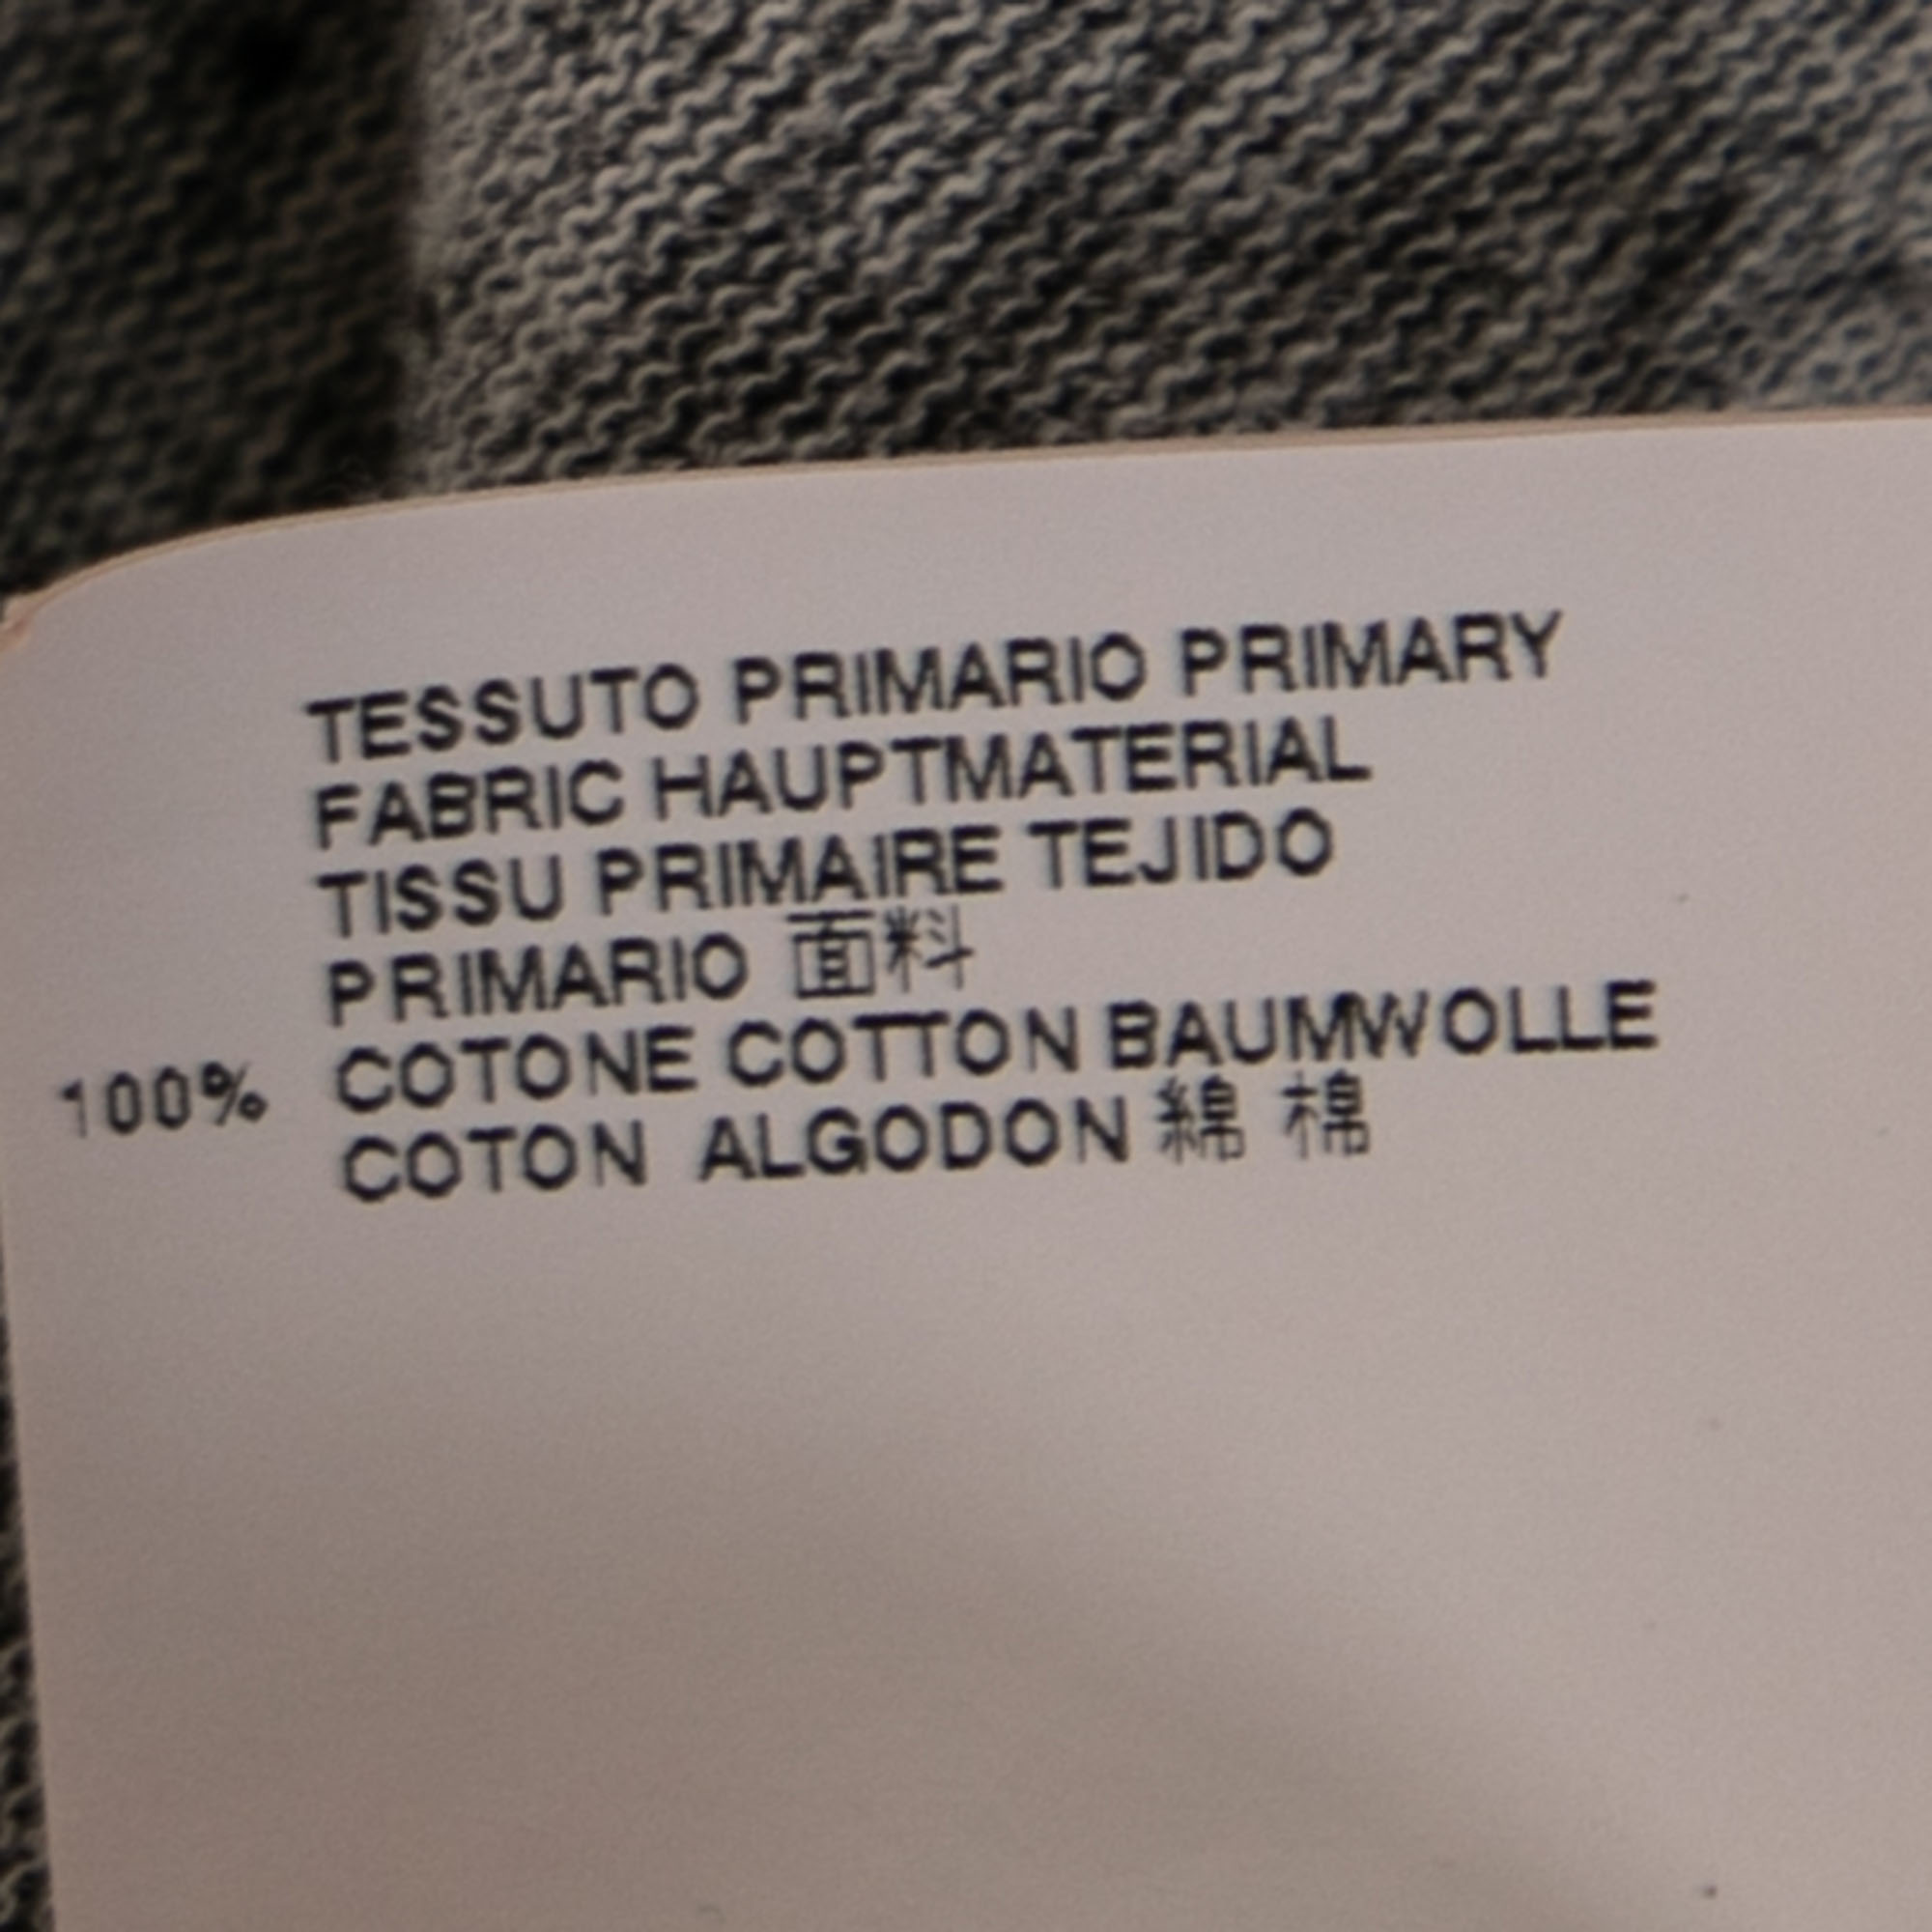 TESSUTO PRIMARIO PRIMARY
FABRIC HAUPTMATERIAL
TISSU PRIMAIRE TEJIDO
PRIMARIO 面料
100% COTONE COTTON BAUMWOLLE
COTON ALGODON 綿 棉